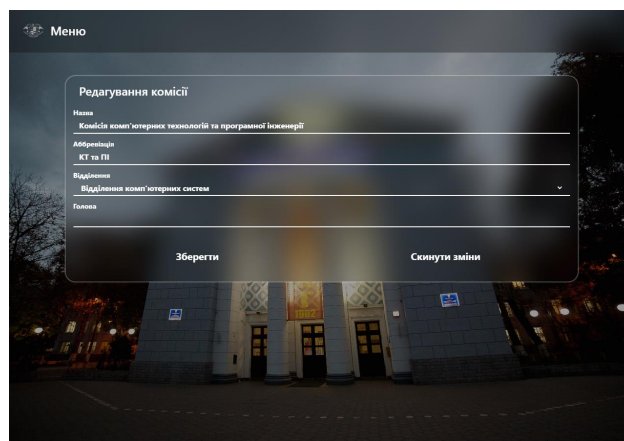 Меню
Редагування комісії
Назва
Комісія комп'ютерних технологій та програмної інженерії
Аббревіація
КТ та ПІ
Відділення
Відділення комп'ютерних систем
Голова
Зберегти
Скинути зміни